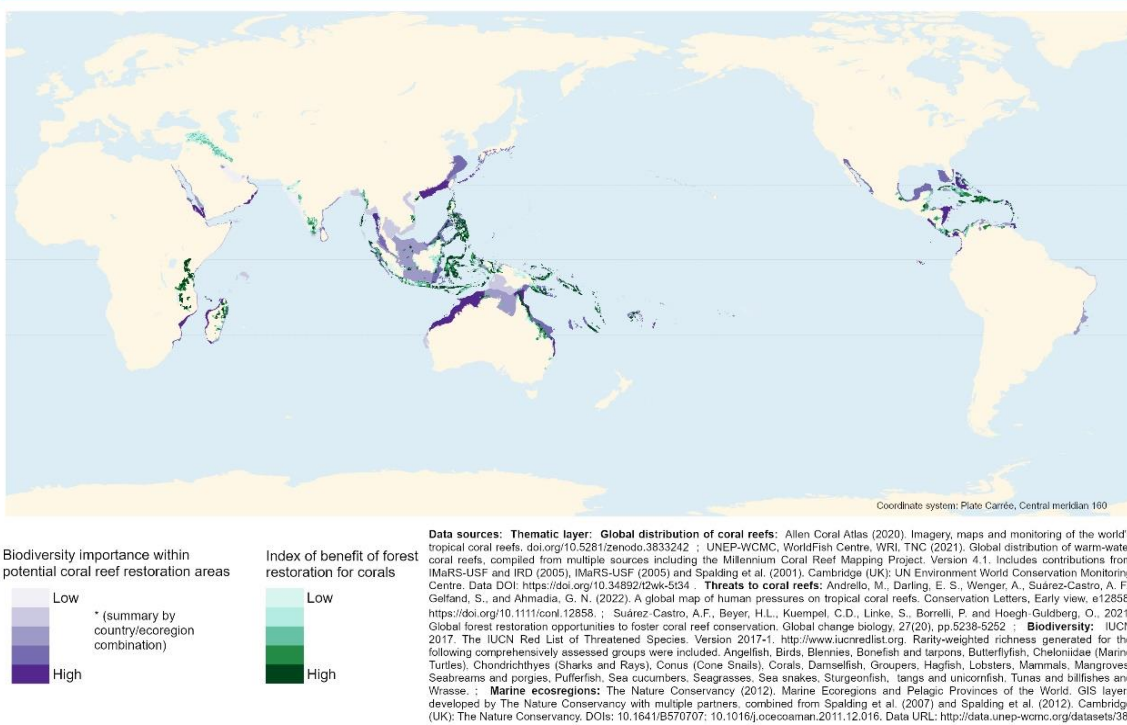 Coordinate system: Plate Carrée, Central meridian 160
Biodiversity importance within
potential coral reef restoration areas
Low
* (summary by
country/ecoregion
combination)
High
Index of benefit of forest
restoration for corals
Low
High
Data sources: Thematic layer: Global distribution of coral reefs: Allen Coral Atlas (2020). Imagery, maps and monitoring of the world'
tropical coral reefs. doi.org/10.5281/zenodo.3833242 ; UNEP-WCMC, WorldFish Centre, WRI, TNC (2021). Global distribution of warm-wate
coral reefs, compiled from multiple sources including the Millennium Coral Reef Mapping Project. Version 4.1. Includes contributions from
IMaRS-USF and IRD (2005), IMaRS-USF (2005) and Spalding et al. (2001). Cambridge (UK): UN Environment World Conservation Monitoring
Centre. Data DOI: https://doi.org/10.34892/t2wk-5t34 . Threats to coral reefs: Andrello, M., Darling, E. S., Wenger, A., Suárez-Castro, A. F.
Gelfand, S., and Ahmadia, G. N. (2022). A global map of human pressures on tropical coral reefs. Conservation Letters, Early view, e12858
https://doi.org/10.1111/conl.12858. ; Suárez-Castro, A.F., Beyer, H.L., Kuempel, C.D., Linke, S., Borrelli, P. and Hoegh-Guldberg, O., 2021
Global forest restoration opportunities to foster coral reef conservation. Global change biology, 27(20), pp.5238-5252 ; Biodiversity: IUCN
2017. The IUCN Red List of Threatened Species. Version 2017-1. http://www.iucnredlist.org. Rarity-weighted richness generated for the
following comprehensively assessed groups were included. Angelfish, Birds, Blennies, Bonefish and tarpons, Butterflyfish, Cheloniidae (Marine
Turtles), Chondrichthyes (Sharks and Rays), Conus (Cone Snails), Corals, Damselfish, Groupers, Hagfish, Lobsters, Mammals, Mangroves
Seabreams and porgies, Pufferfish, Sea cucumbers, Seagrasses, Sea snakes, Sturgeonfish, tangs and unicornfish, Tunas and billfishes and
Wrasse. ; Marine ecosregions: The Nature Conservancy (2012). Marine Ecoregions and Pelagic Provinces of the World. GIS layer
developed by The Nature Conservancy with multiple partners, combined from Spalding et al. (2007) and Spalding et al. (2012). Cambridge
(UK): The Nature Conservancy. DOIs: 10.1641/B570707; 10.1016/j.ocecoaman.2011.12.016. Data URL: http://data.unep-wcmc.org/datasets/38